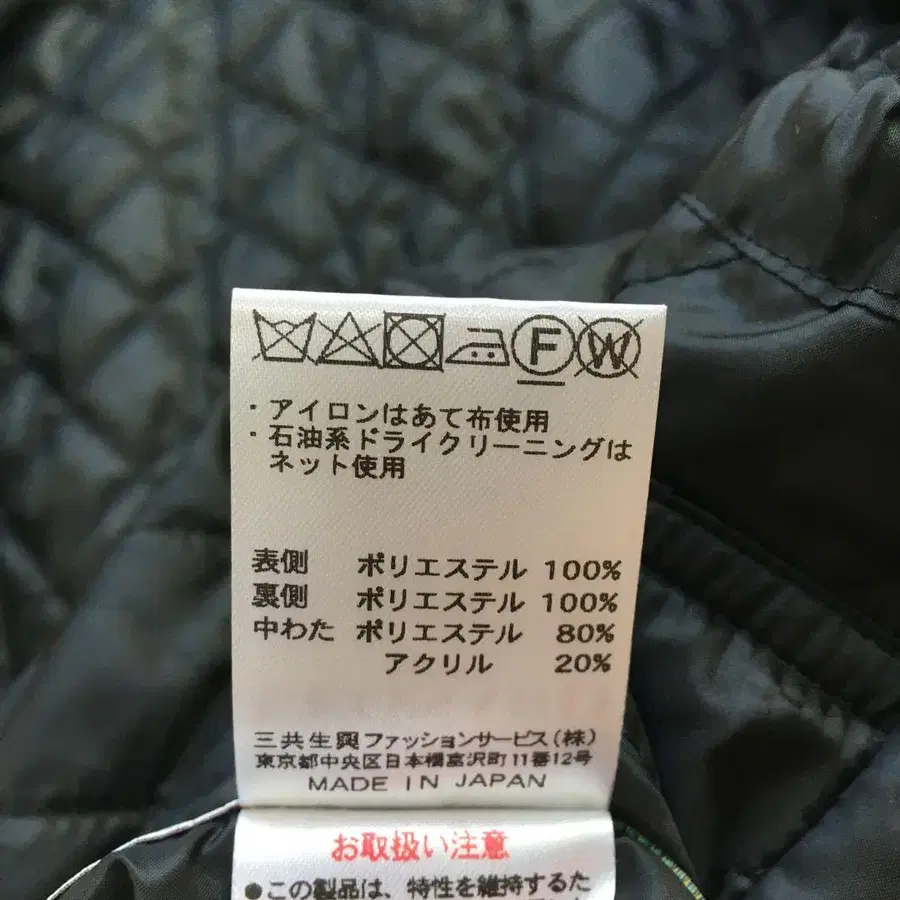 F W
・アイロンはあて布使用
・石油系ドライクリーニングは
ネット使用
表側 ポリエステル 100%
裏側 ポリエステル 100%
中わた ポリエステル 80%
アクリル 20%
三共生興ファッションサービス(株)
東京都中央区日本橋富沢町11番12号
MADE IN JAPAN
お取扱い注意
●この製品は、特性を維持するた